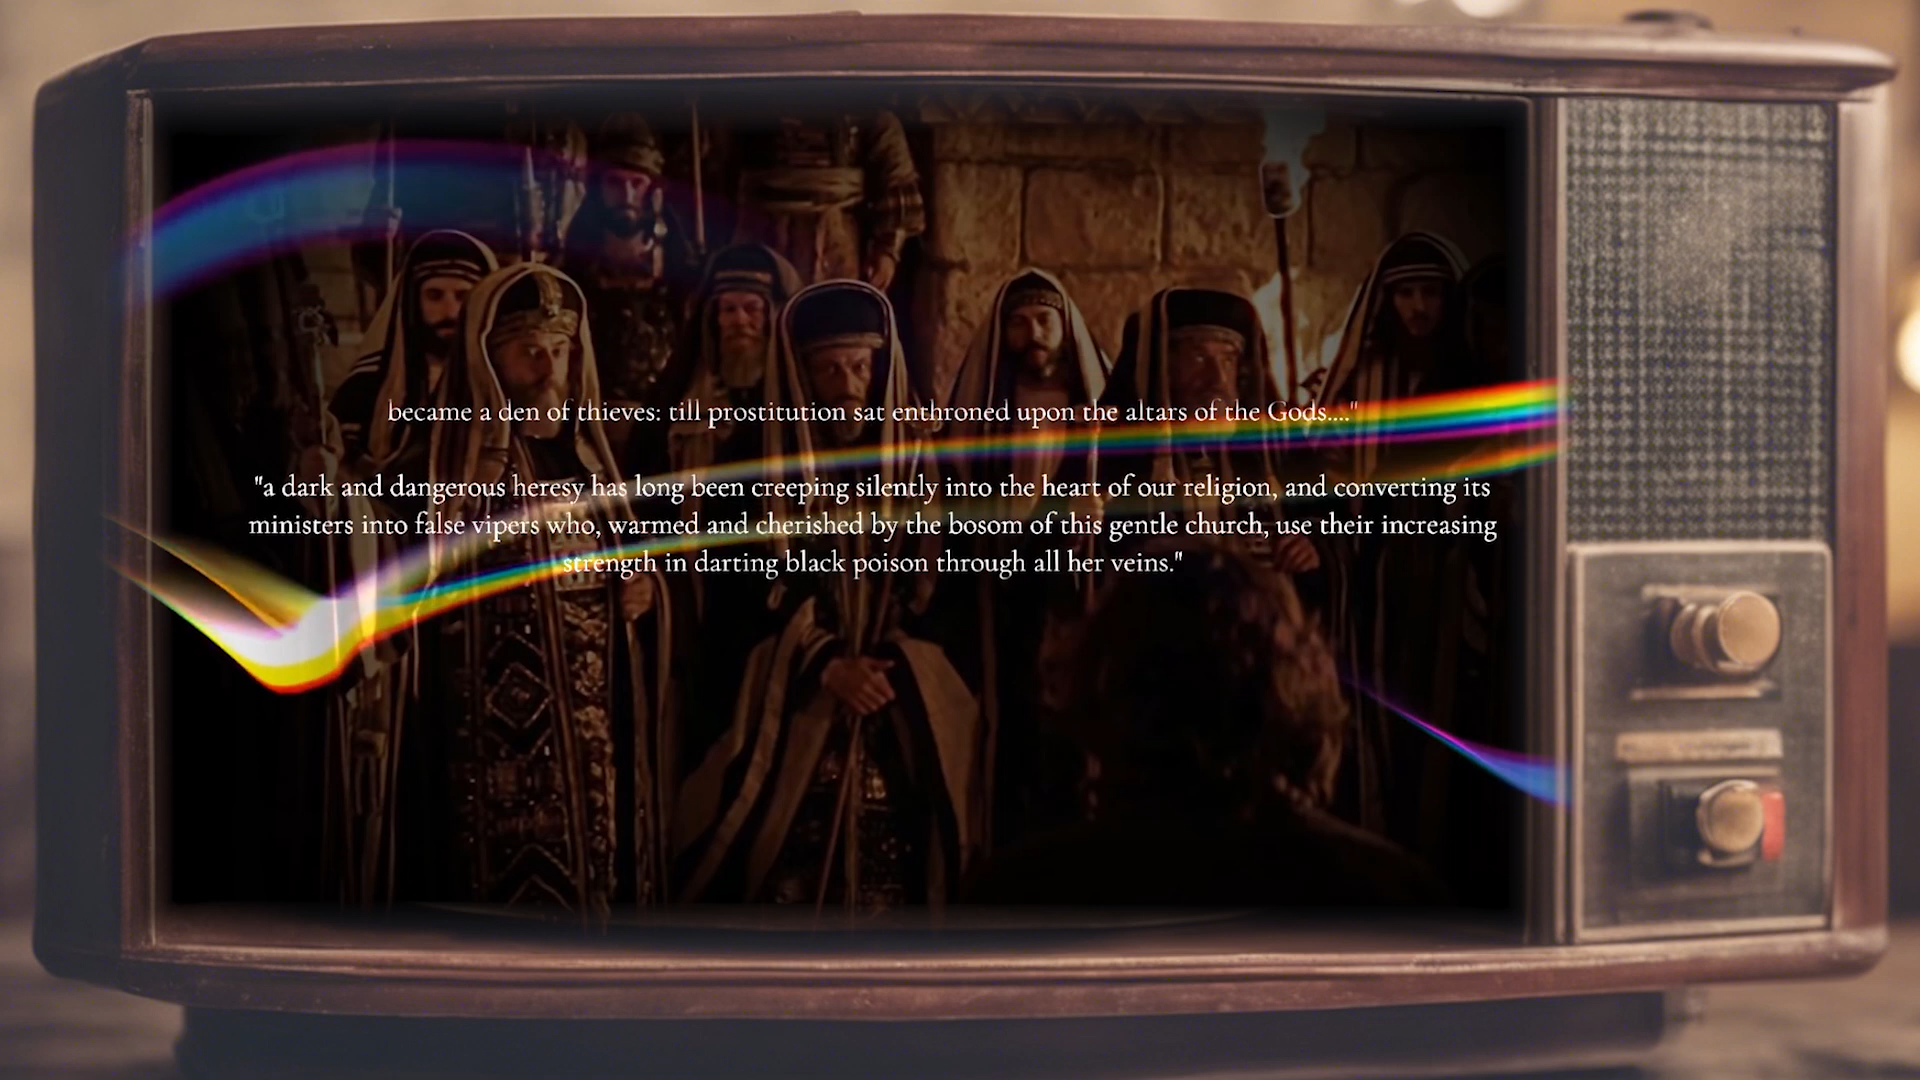 became a den of thieves: till prostitution sat enthroned upon the altars of the Gods...."
"a dark and dangerous heresy has long been creeping silently into the heart of our religion, and converting its
ministers into false vipers who, warmed and cherished by the bosom of this gentle church, use their increasing
strength in darting black poison through all her veins."